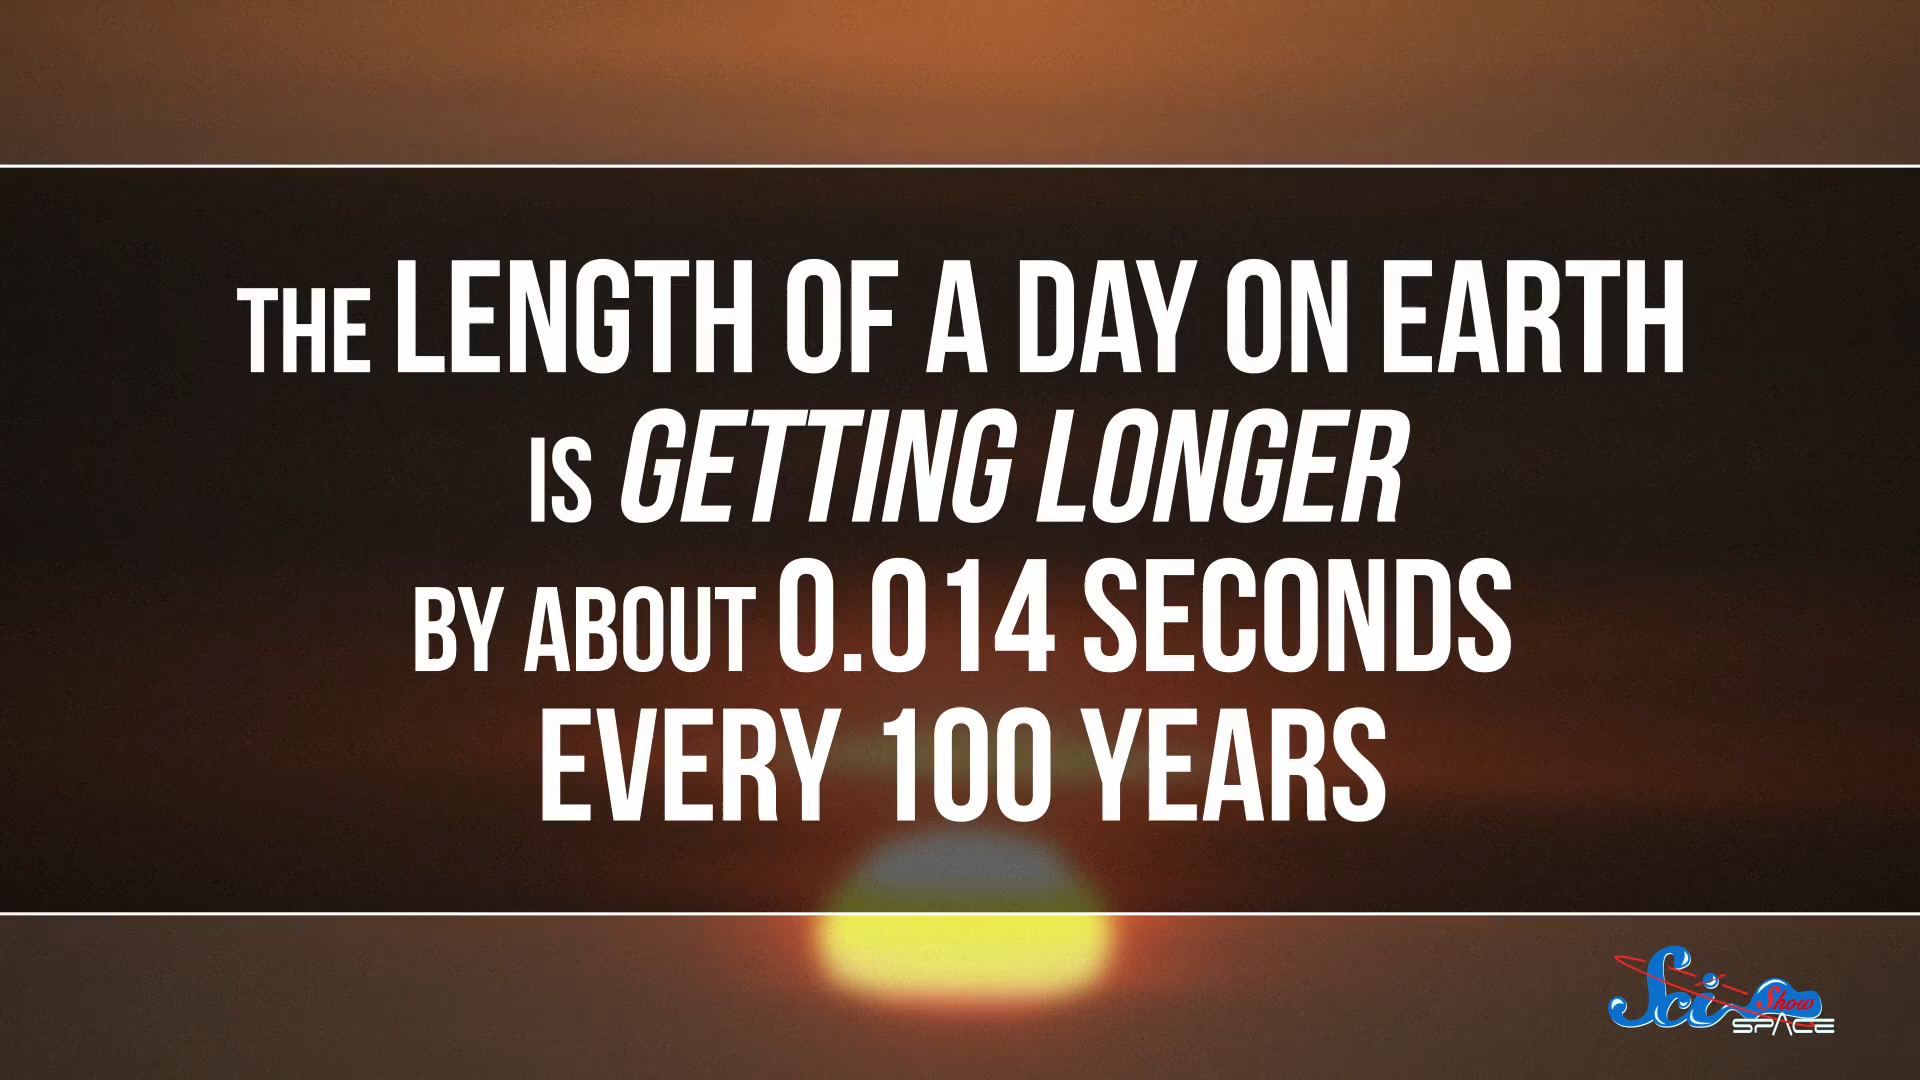 THE LENGTH OF A DAY ON EARTH
IS GETTING LONGER
BY ABOUT 0.014 SECONDS
EVERY 100 YEARS
Sci Show
SPACE